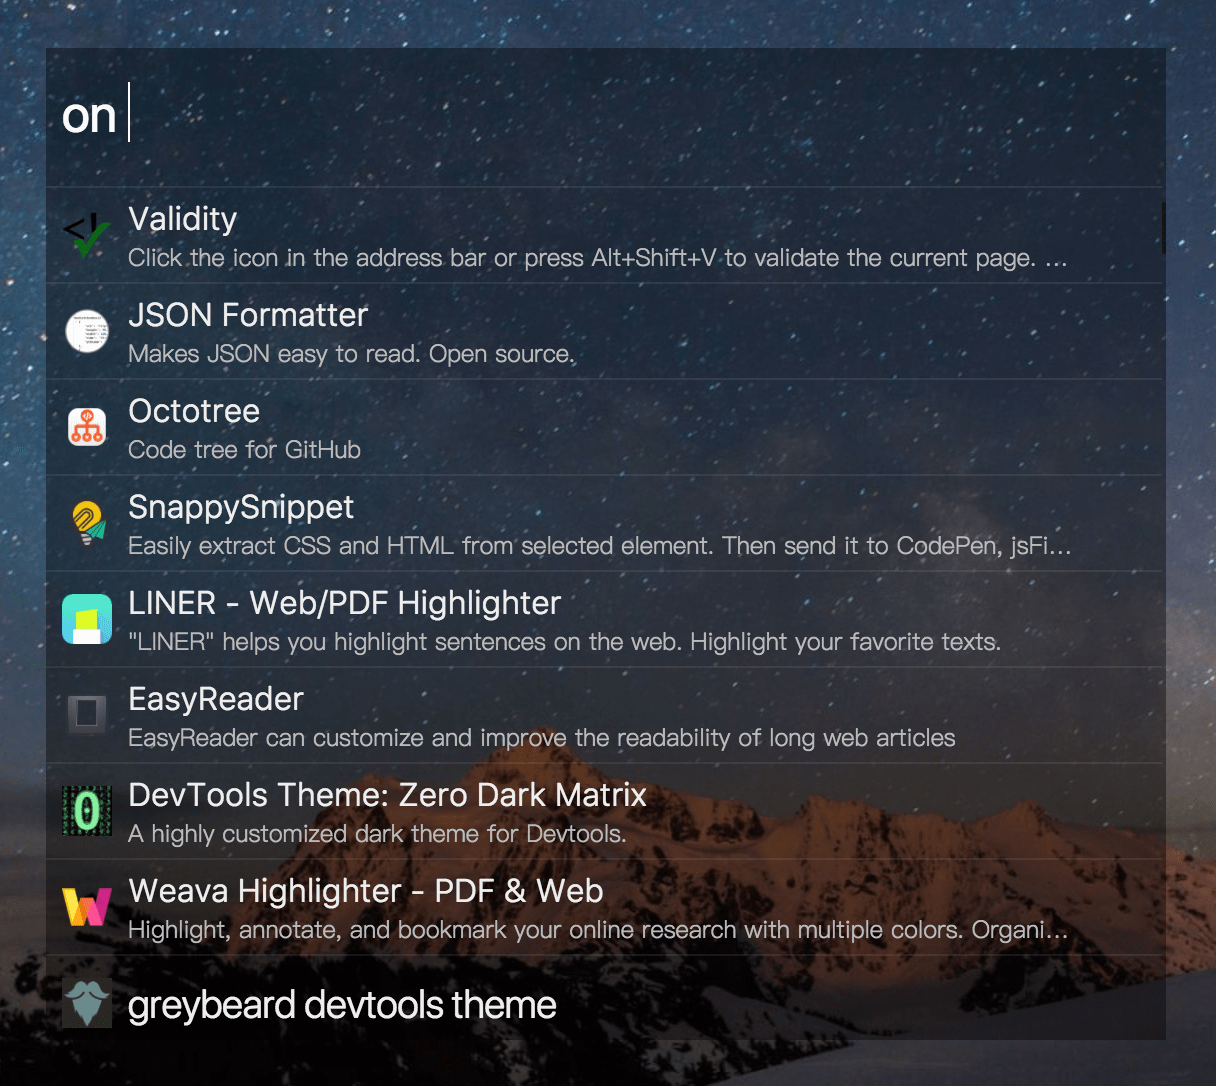 on
Validity
Click the icon in the address bar or press Alt+Shift+V to validate the current page. …
JSON Formatter
Makes JSON easy to read. Open source.
Octotree
Code tree for GitHub
SnappySnippet
Easily extract CSS and HTML from selected element. Then send it to CodePen, jsFi…
LINER - Web/PDF Highlighter
"LINER" helps you highlight sentences on the web. Highlight your favorite texts.
EasyReader
EasyReader can customize and improve the readability of long web articles
DevTools Theme: Zero Dark Matrix
A highly customized dark theme for Devtools.
Weava Highlighter - PDF & Web
Highlight, annotate, and bookmark your online research with multiple colors. Organi…
greybeard devtools theme